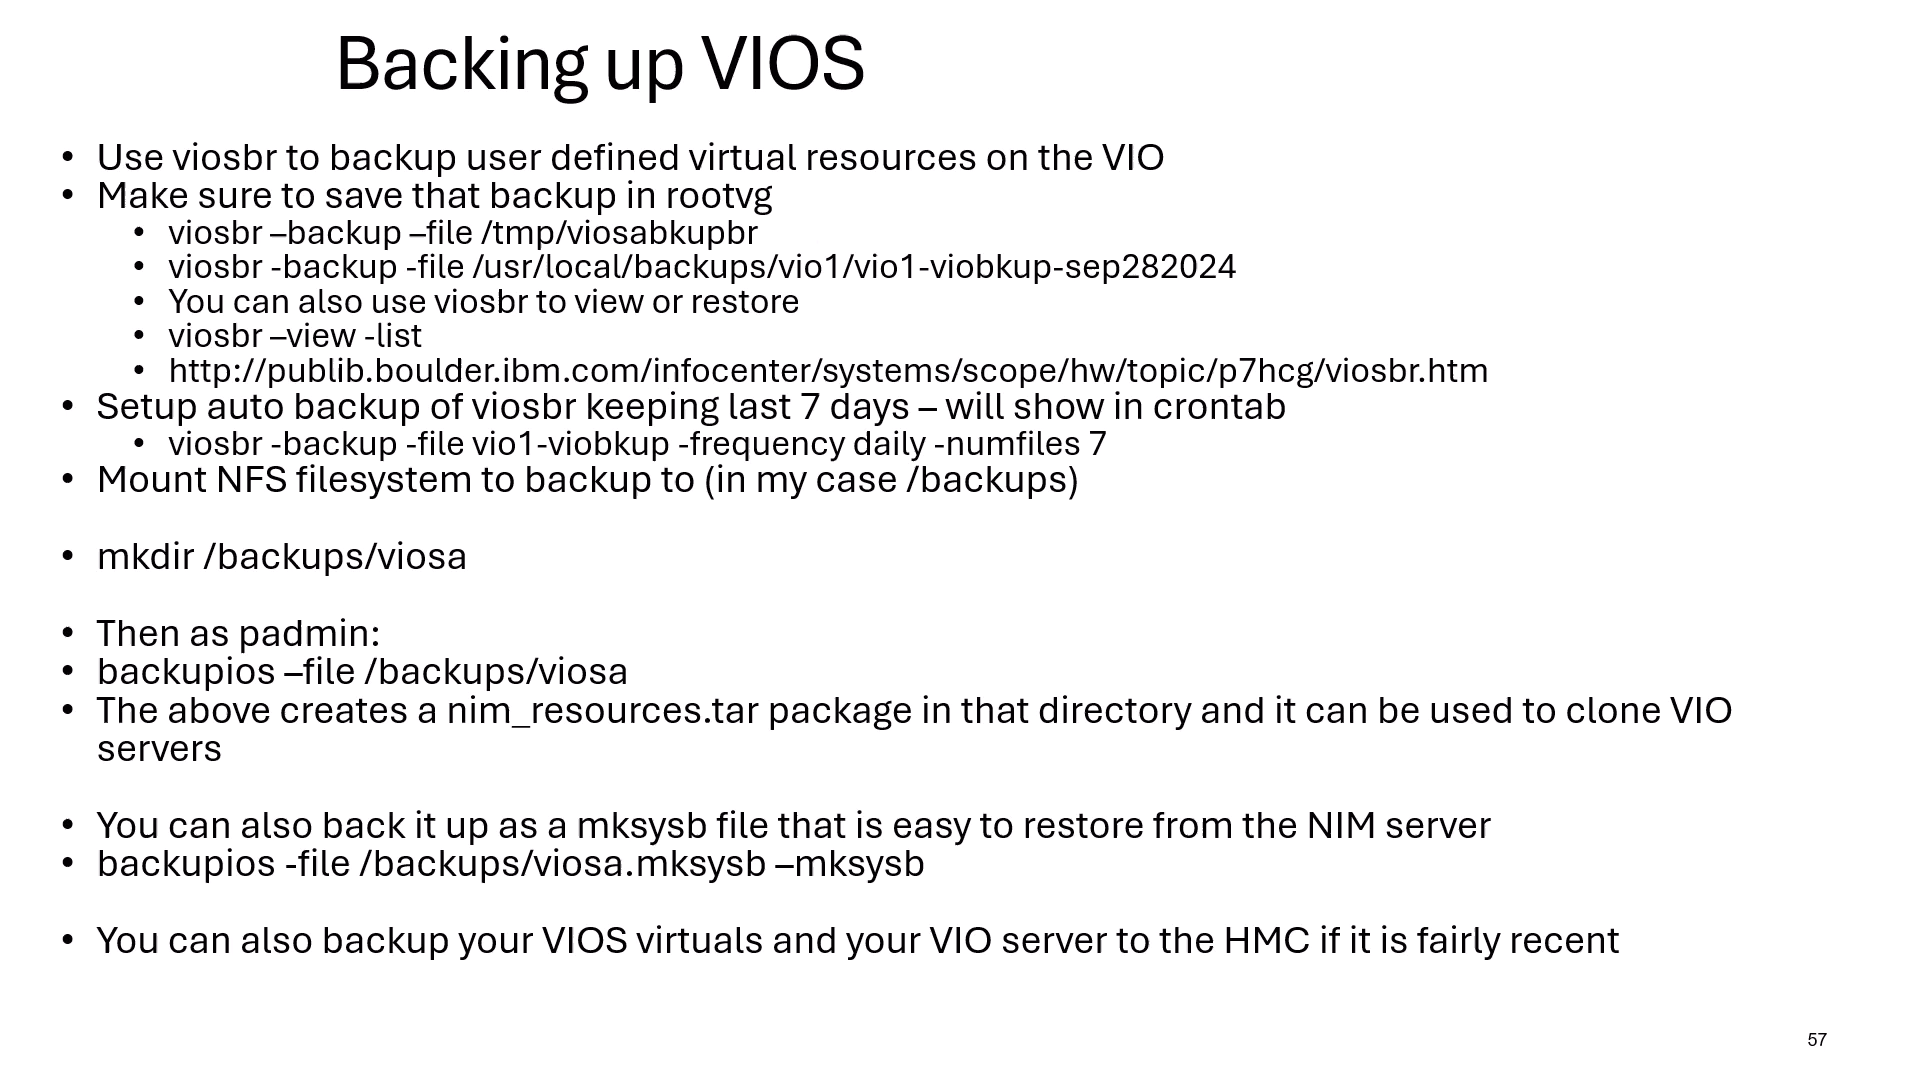 Backing up VIOS
• Use viosbr to backup user defined virtual resources on the VIO
• Make sure to save that backup in rootvg
• viosbr –backup –file /tmp/viosabkupbr
• viosbr -backup -file /usr/local/backups/vio1/vio1-viobkup-sep282024
• You can also use viosbr to view or restore
• viosbr –view -list
• http://publib.boulder.ibm.com/infocenter/systems/scope/hw/topic/p7hcg/viosbr.htm
• Setup auto backup of viosbr keeping last 7 days – will show in crontab
• viosbr -backup -file vio1-viobkup -frequency daily -numfiles 7
• Mount NFS filesystem to backup to (in my case /backups)
• mkdir /backups/viosa
• Then as padmin:
• backupios –file /backups/viosa
• The above creates a nim_resources.tar package in that directory and it can be used to clone VIO
servers
• You can also back it up as a mksysb file that is easy to restore from the NIM server
• backupios -file /backups/viosa.mksysb –mksysb
• You can also backup your VIOS virtuals and your VIO server to the HMC if it is fairly recent
57